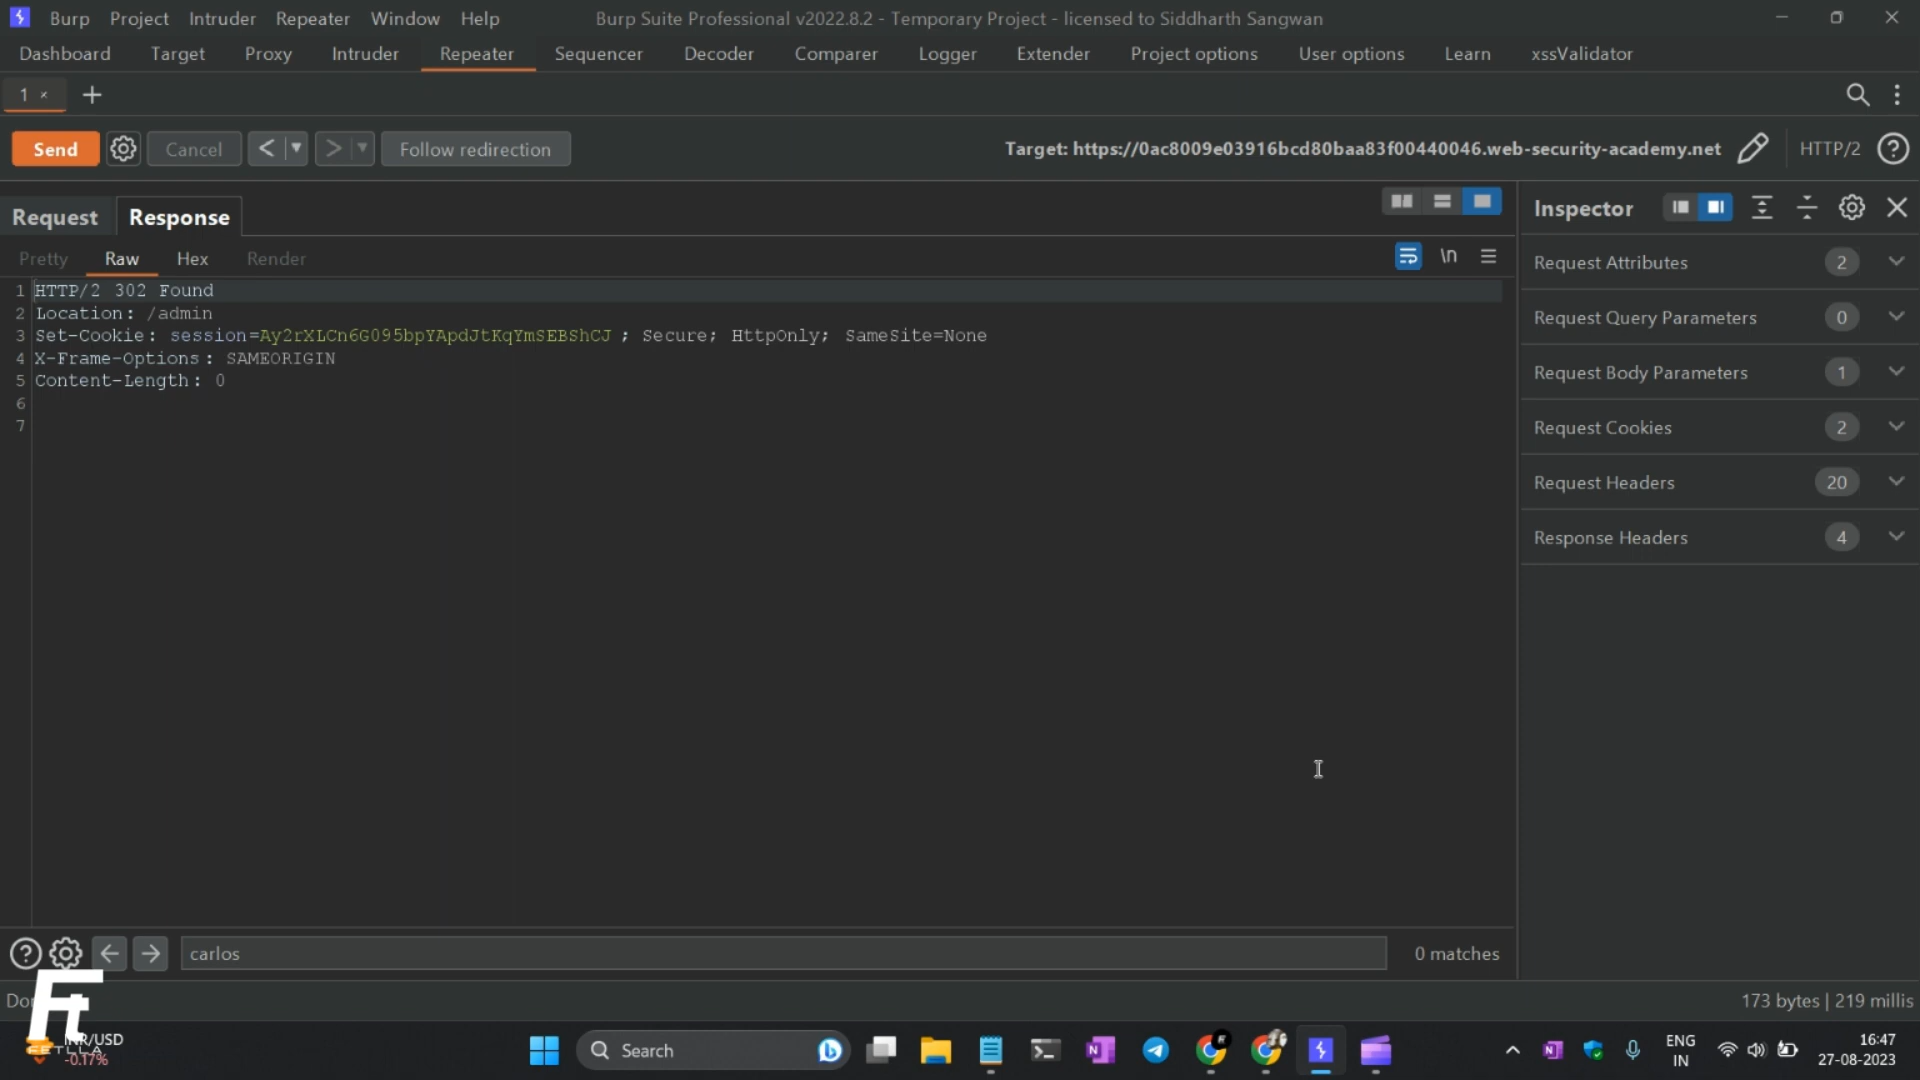 Burp Project Intruder Repeater Window Help Burp Suite Professional v2022.8.2 - Temporary Project - licensed to Siddharth Sangwan
Dashboard Target Proxy Intruder Repeater Sequencer Decoder Comparer Logger Extender Project options User options Learn xssValidator
1 × +
Send Cancel < > Follow redirection Target: https://0ac8009e03916bcd80baa83f00440046.web-security-academy.net HTTP/2 ?
Request Response
Pretty Raw Hex Render \n
1 HTTP/2 302 Found
2 Location: /admin
3 Set-Cookie: session=Ay2rXLCn6G095bpYApdJtKqYmSEBShCJ ; Secure; HttpOnly; SameSite=None
4 X-Frame-Options: SAMEORIGIN
5 Content-Length: 0
6
7
Inspector
Request Attributes 2
Request Query Parameters 0
Request Body Parameters 1
Request Cookies 2
Request Headers 20
Response Headers 4
? carlos 0 matches
173 bytes | 219 millis
/USD
-0.17%
Search
ENG
IN
16:47
27-08-2023